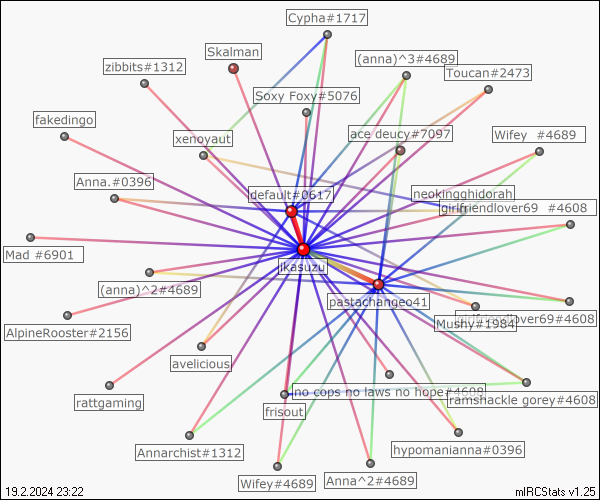 Cypha#1717
Skalman
(anna)^3#4689
zibbits#1312
Toucan#2473
Soxy Foxy#5076
fakedingo
ace deucy#7097
Wifey #4689
xenoyaut
Anna.#0396
default#0617
neokingghidorah
girlfriendlover69 #4608
Mad #6901
jkasuzu
(anna)^2#4689
pastachangeo41
AlpineRooster#2156
Mushy#1984
girlfriendlover69#4608
avelicious
no cops no laws no hope#4608
rattgaming
ramshackle gorey#4608
frisout
Annarchist#1312
hypomanianna#0396
Wifey#4689
Anna^2#4689
19.2.2024 23:22
mIRCStats v1.25